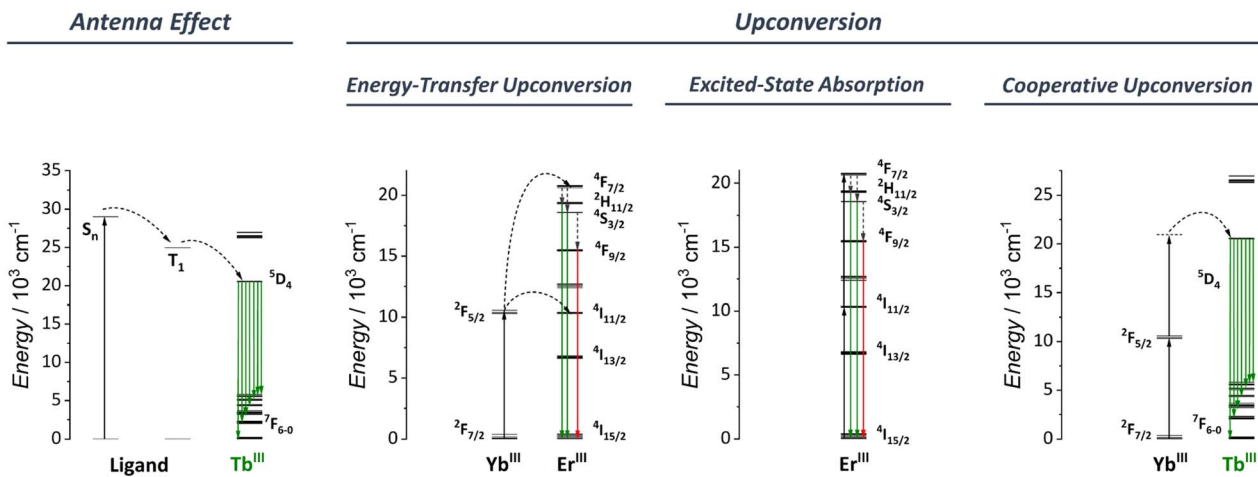 Antenna Effect
Upconversion
Energy-Transfer Upconversion
Excited-State Absorption
Cooperative Upconversion
Energy / 10³ cm⁻¹
35
30
25
20
15
10
5
0
Sₙ
T₁
⁵D₄
⁷F₆₋₀
Ligand
Tbᴵᴵᴵ
Energy / 10³ cm⁻¹
20
15
10
5
0
²F₅/₂
²F₇/₂
⁴F₇/₂
²H₁₁/₂
⁴S₃/₂
⁴F₉/₂
⁴I₁₁/₂
⁴I₁₃/₂
⁴I₁₅/₂
Ybᴵᴵᴵ
Erᴵᴵᴵ
Energy / 10³ cm⁻¹
20
15
10
5
0
⁴F₇/₂
²H₁₁/₂
⁴S₃/₂
⁴F₉/₂
⁴I₁₁/₂
⁴I₁₃/₂
⁴I₁₅/₂
Erᴵᴵᴵ
Energy / 10³ cm⁻¹
25
20
15
10
5
0
²F₅/₂
²F₇/₂
⁵D₄
⁷F₆₋₀
Ybᴵᴵᴵ
Tbᴵᴵᴵ